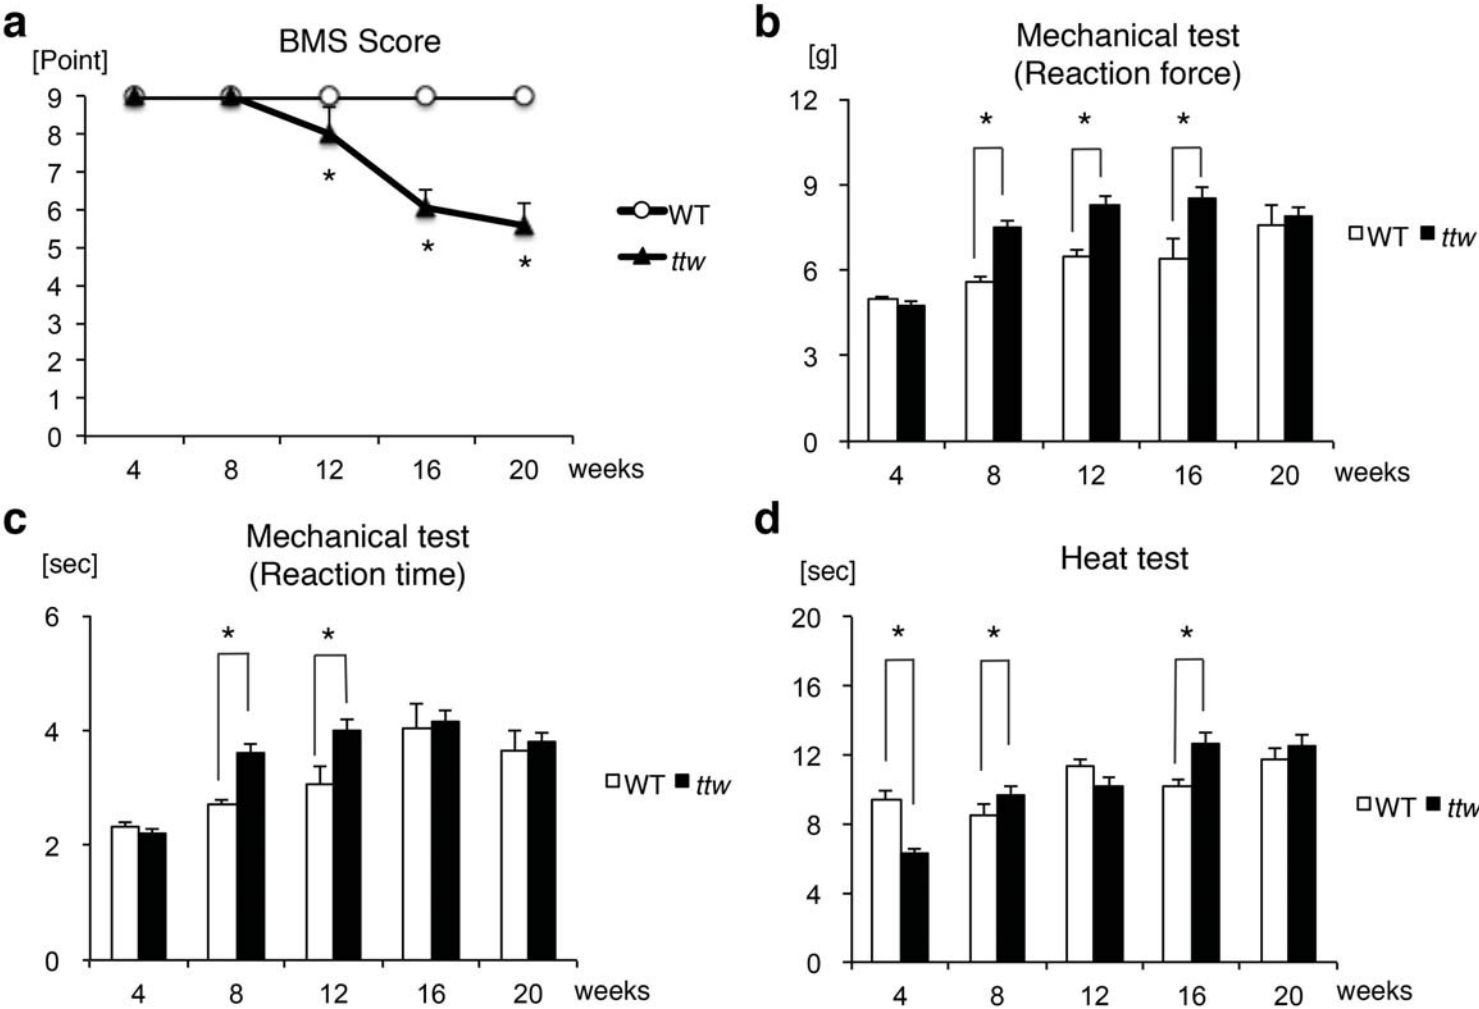 a
BMS Score
[Point]
9
8
7
6
5
4
3
2
1
0
*
*
*
4 8 12 16 20 weeks
WT
ttw
b
Mechanical test
(Reaction force)
[g]
12
9
6
3
0
* * *
4 8 12 16 20 weeks
WT ttw
c
Mechanical test
(Reaction time)
[sec]
6
4
2
0
* *
4 8 12 16 20 weeks
WT ttw
d
Heat test
[sec]
20
16
12
8
4
0
* * *
4 8 12 16 20 weeks
WT ttw